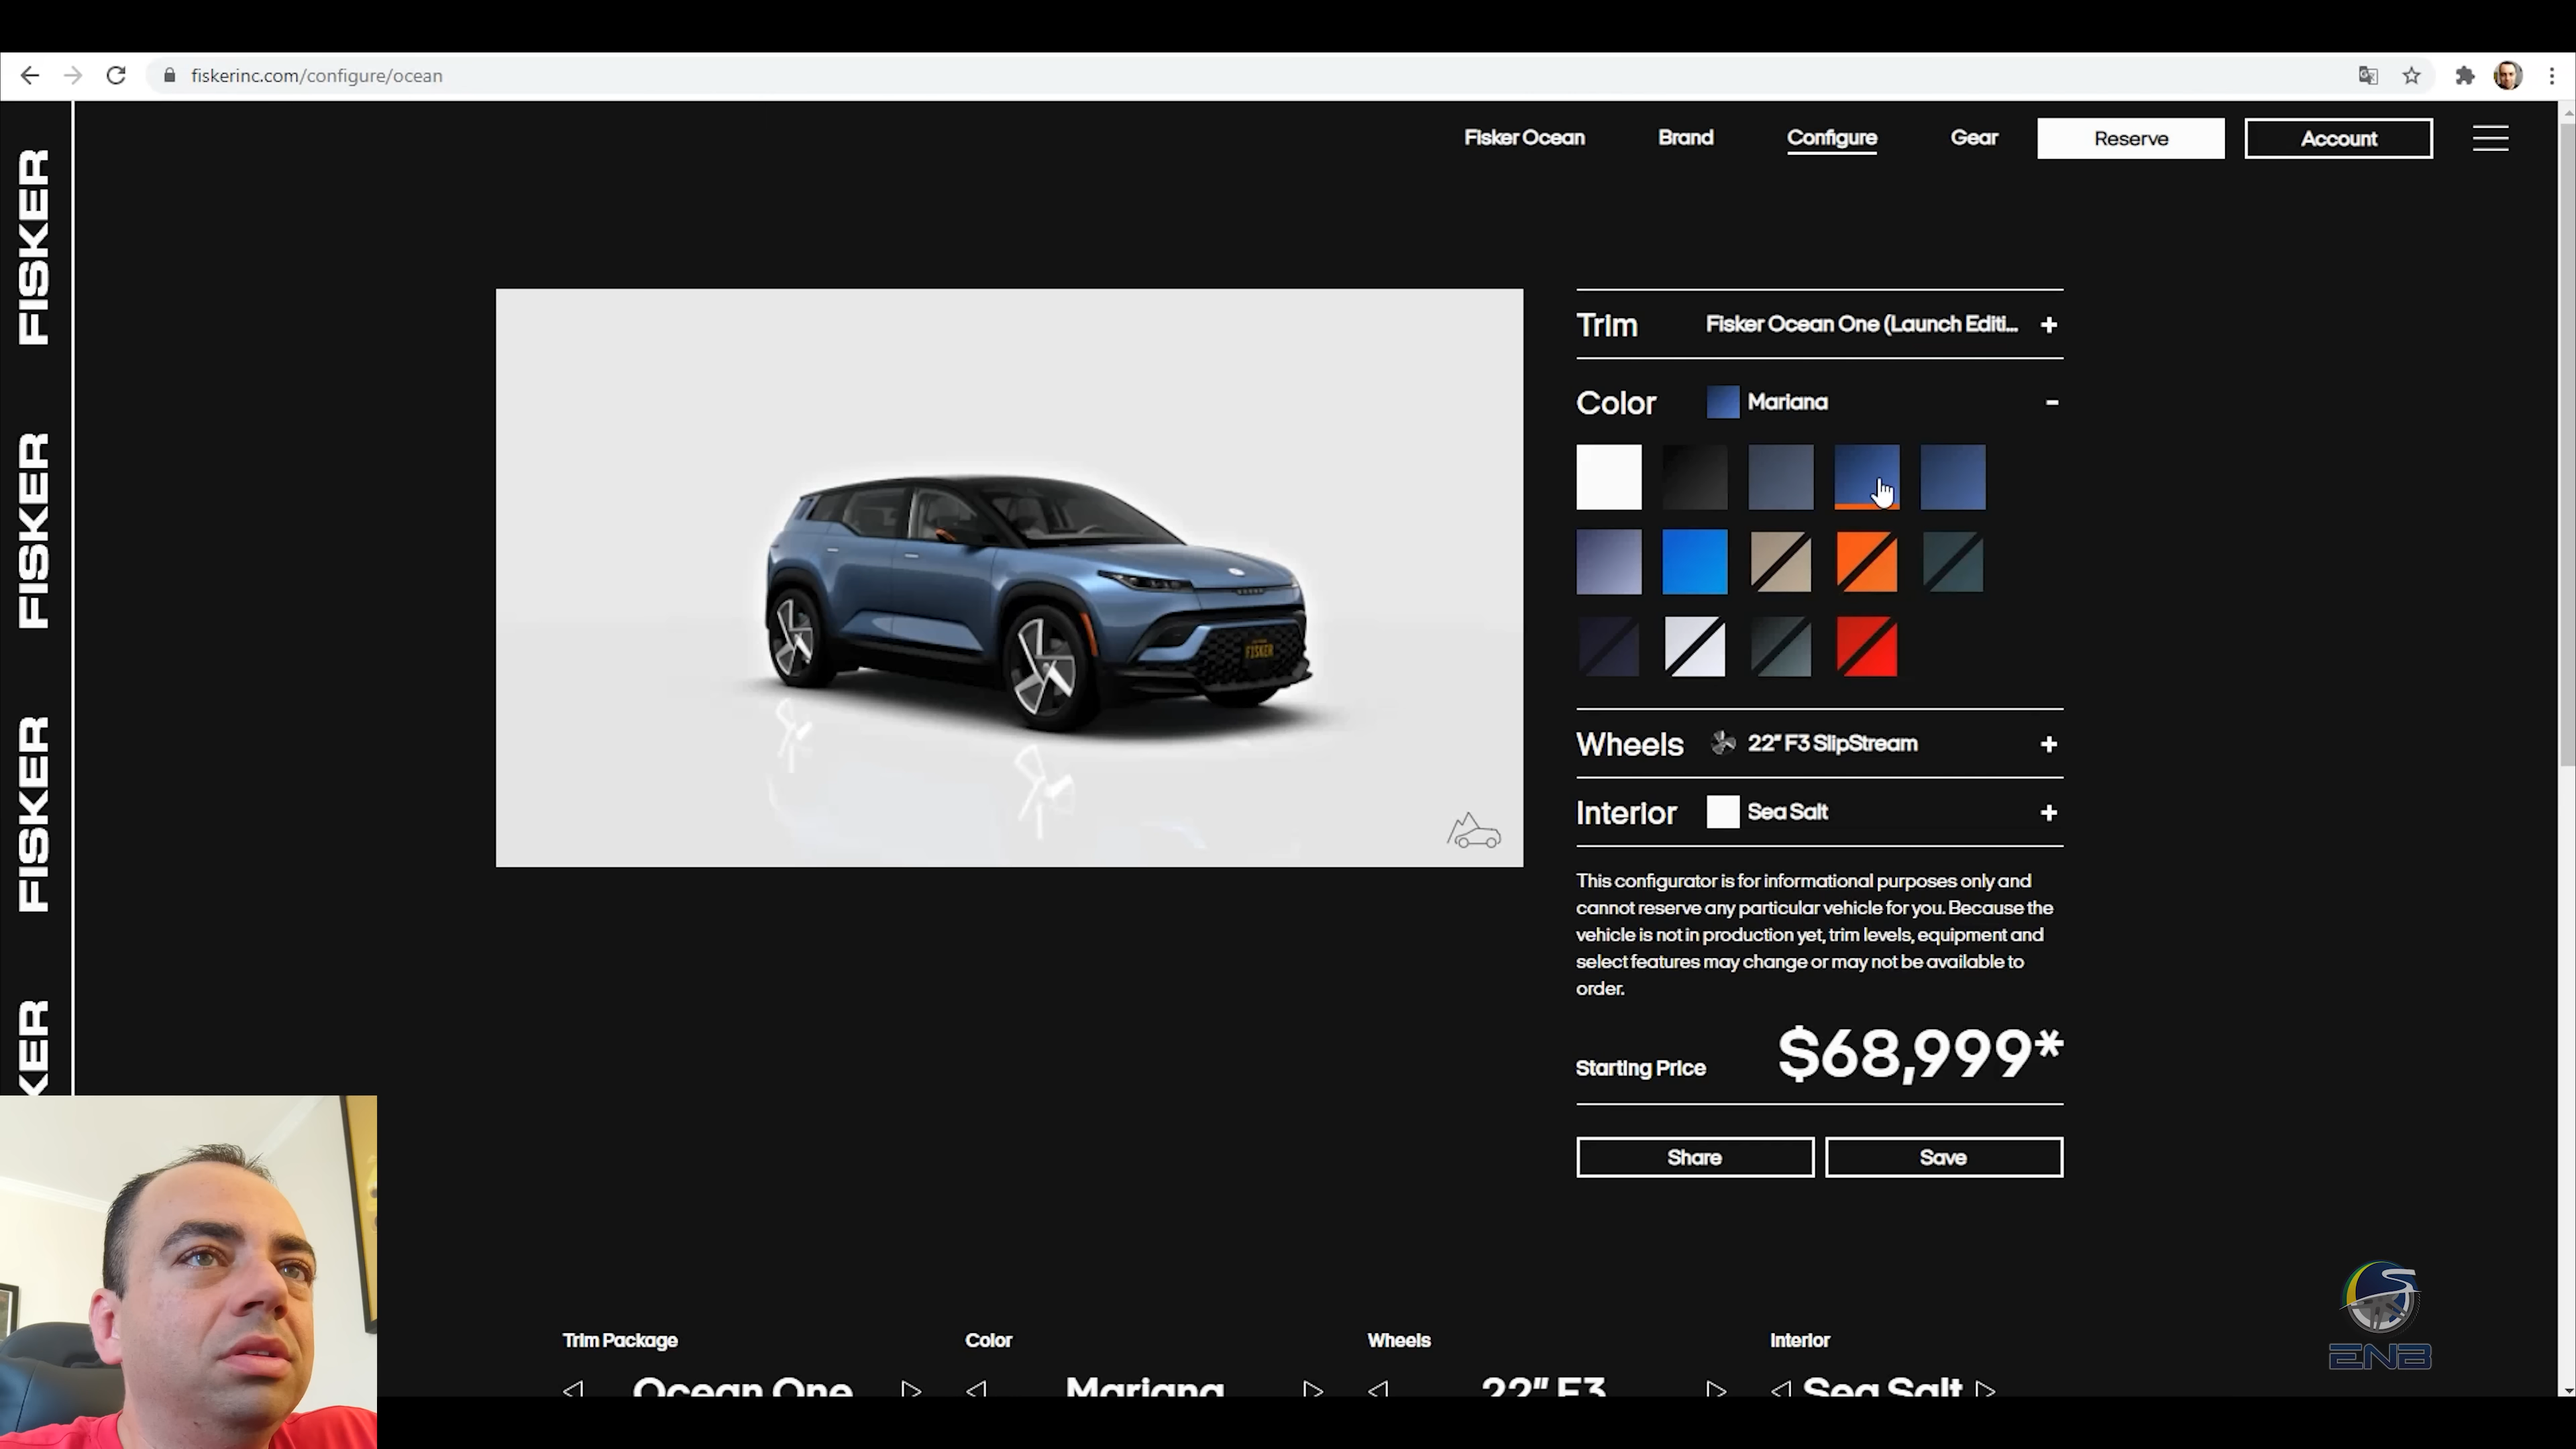 fiskerinc.com/configure/ocean
Fisker Ocean
Brand
Configure
Gear
Reserve
Account
FISKER
FISKER
FISKER
KER
Trim
Fisker Ocean One (Launch Editi...
+
Color
Mariana
-
FISKER
Wheels
22" F3 SlipStream
+
Interior
Sea Salt
+
This configurator is for informational purposes only and
cannot reserve any particular vehicle for you. Because the
vehicle is not in production yet, trim levels, equipment and
select features may change or may not be available to
order.
Starting Price
$68,999*
Share
Save
ENB
Trim Package
Color
Wheels
Interior
Ocean One
Mariana
22" F3
Sea Salt